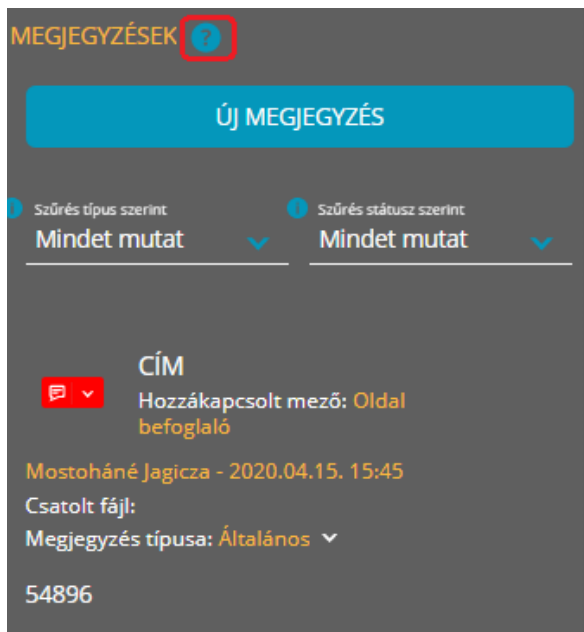 MEGJEGYZÉSEK ?
ÚJ MEGJEGYZÉS
Szűrés típus szerint
Mindet mutat
Szűrés státusz szerint
Mindet mutat
CÍM
Hozzákapcsolt mező: Oldal
befoglaló
Mostoháné Jagicza - 2020.04.15. 15:45
Csatolt fájl:
Megjegyzés típusa: Általános
54896